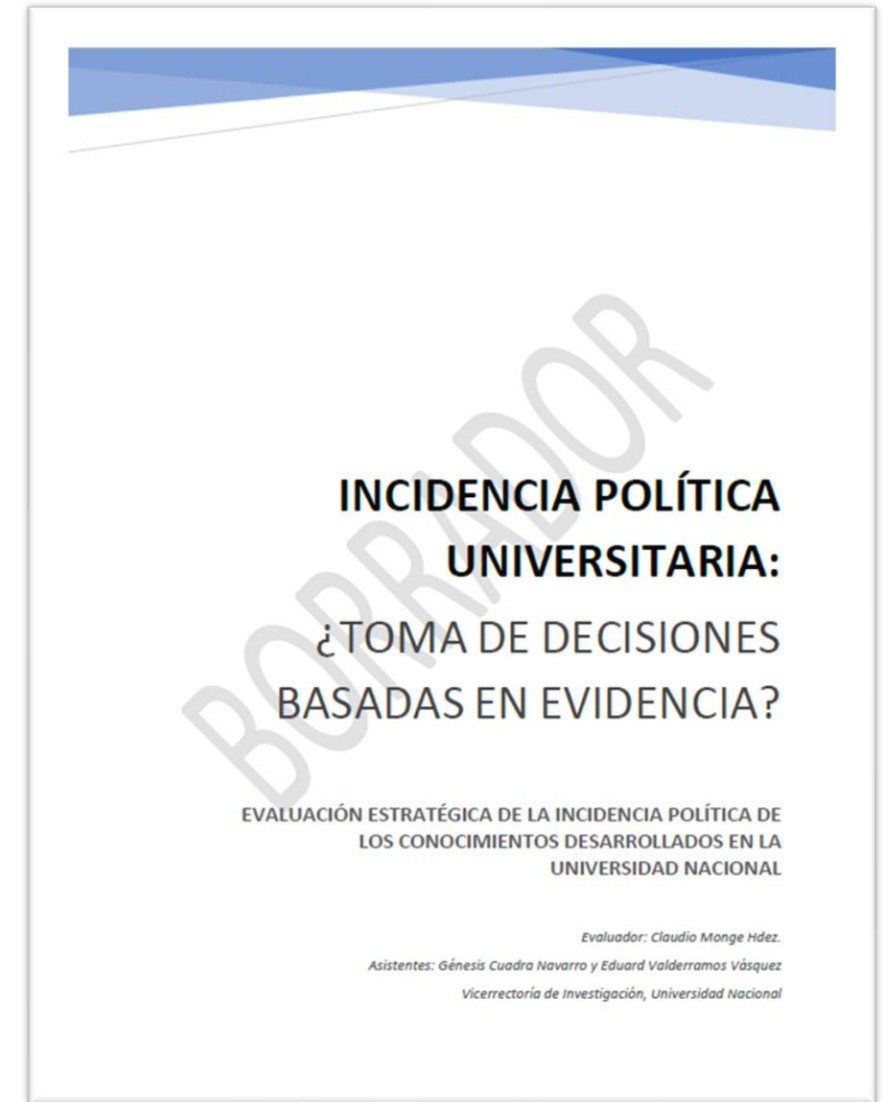 BORRADOR
INCIDENCIA POLÍTICA
UNIVERSITARIA:
¿TOMA DE DECISIONES
BASADAS EN EVIDENCIA?
EVALUACIÓN ESTRATÉGICA DE LA INCIDENCIA POLÍTICA DE
LOS CONOCIMIENTOS DESARROLLADOS EN LA
UNIVERSIDAD NACIONAL
Evaluador: Claudio Monge Hdez.
Asistentes: Génesis Cuadra Navarro y Eduard Valderramos Vásquez
Vicerrectoría de Investigación, Universidad Nacional